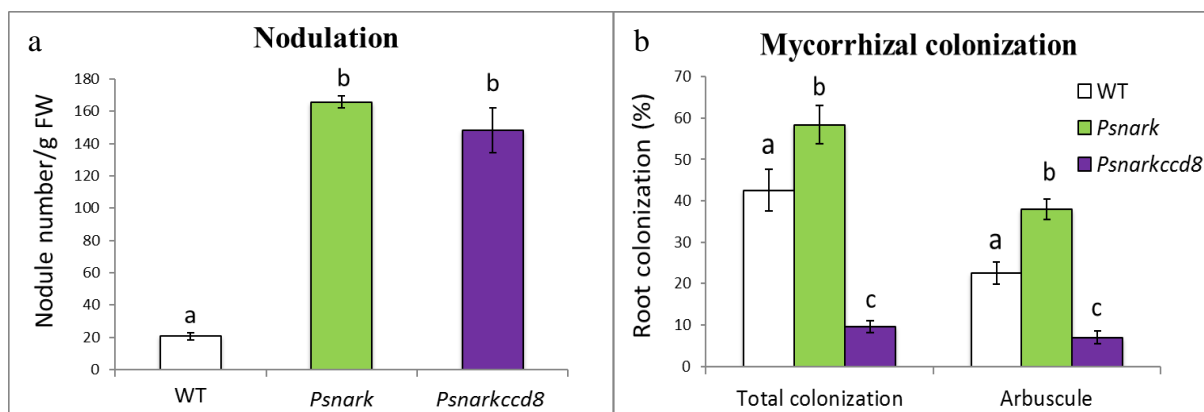 a
Nodulation
Nodule number/g FW
180
160
140
120
100
80
60
40
20
0
a
b
b
WT
Psnark
Psnarkccd8
b
Mycorrhizal colonization
Root colonization (%)
70
60
50
40
30
20
10
0
a
b
c
a
b
c
WT
Psnark
Psnarkccd8
Total colonization
Arbuscule